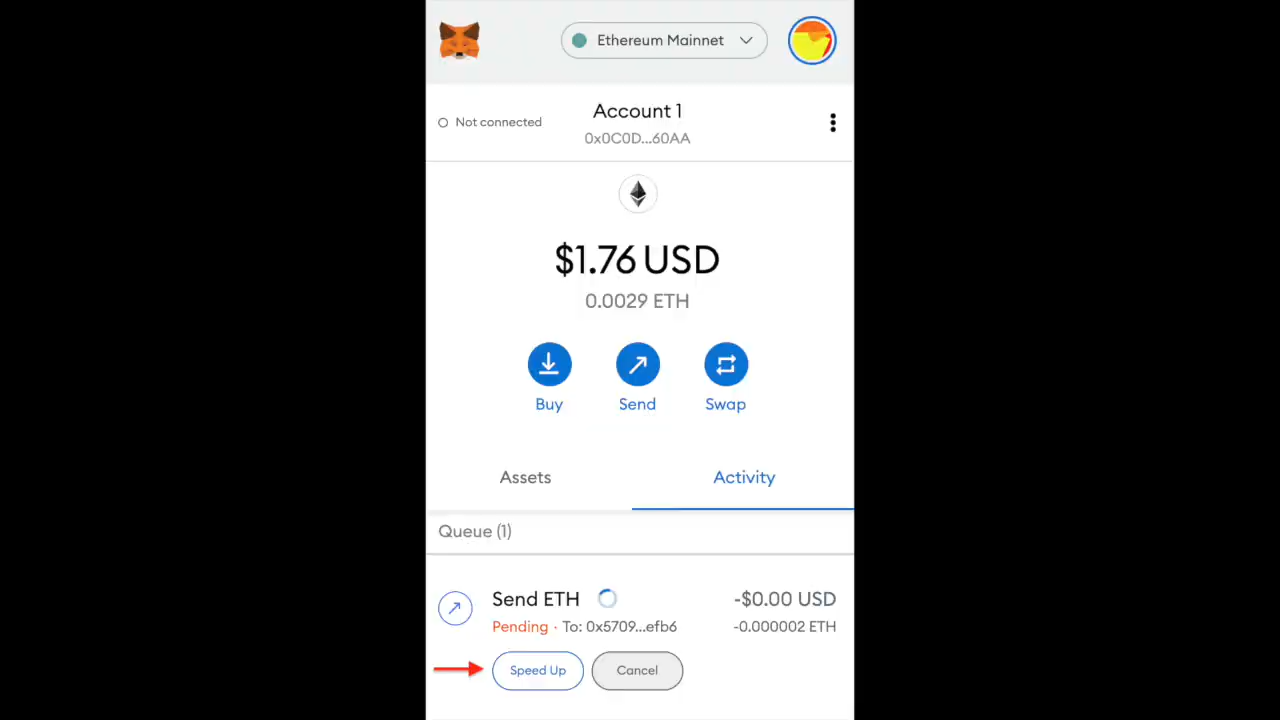 Ethereum Mainnet
Not connected
Account 1
0x0C0D...60AA
$1.76 USD
0.0029 ETH
Buy
Send
Swap
Assets
Activity
Queue (1)
Send ETH
-$0.00 USD
Pending · To: 0x5709...efb6
-0.000002 ETH
Speed Up
Cancel